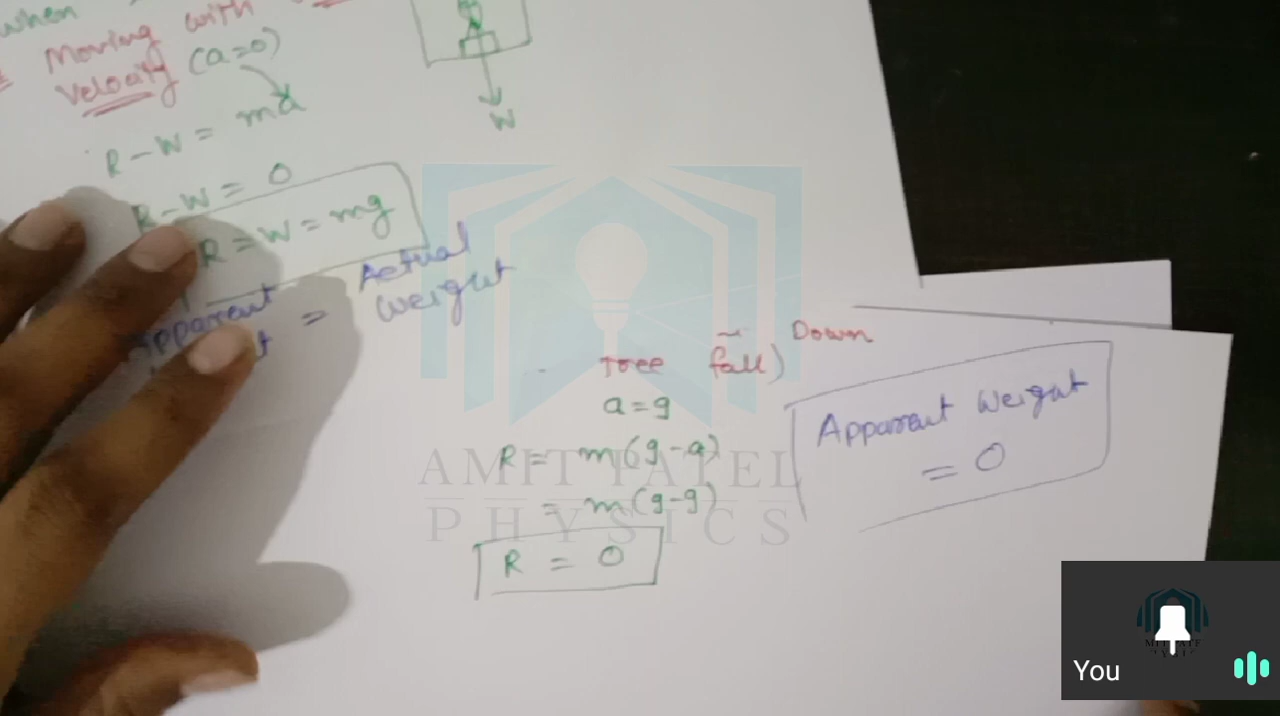 when
Moving with
Velocity (a=0)
R - W = ma
R - W = 0
R = W = mg
Apparent = Actual
Weight
W
free fall) Down
a = g
R = m(g-a)
= m(g-g)
R = 0
Apparent Weight
= 0
AMIT PATEL
PHYSICS
You